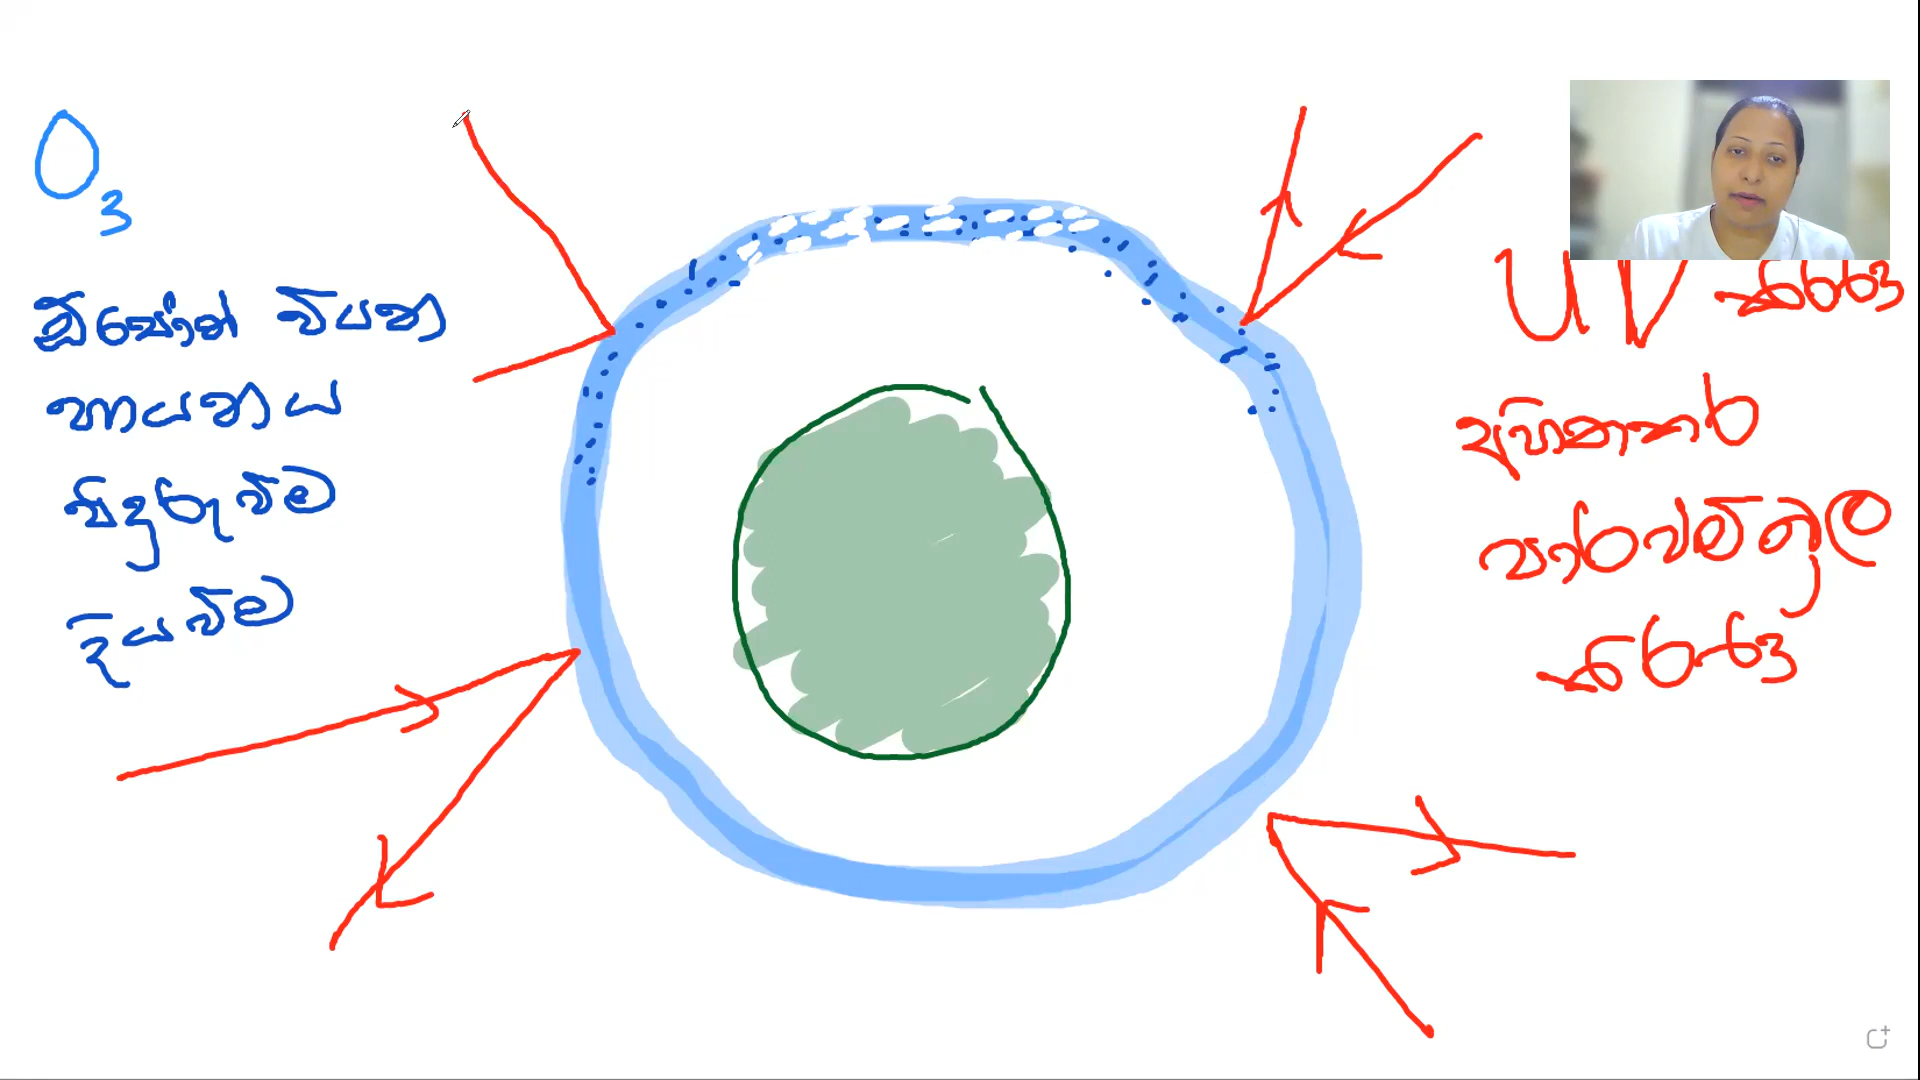 O3
ඕසෝන් වියන
හායනය
සිදුරුවීම
දියවීම
UV කිරණ
අහිතකර
පාරජම්බුල
කිරණ